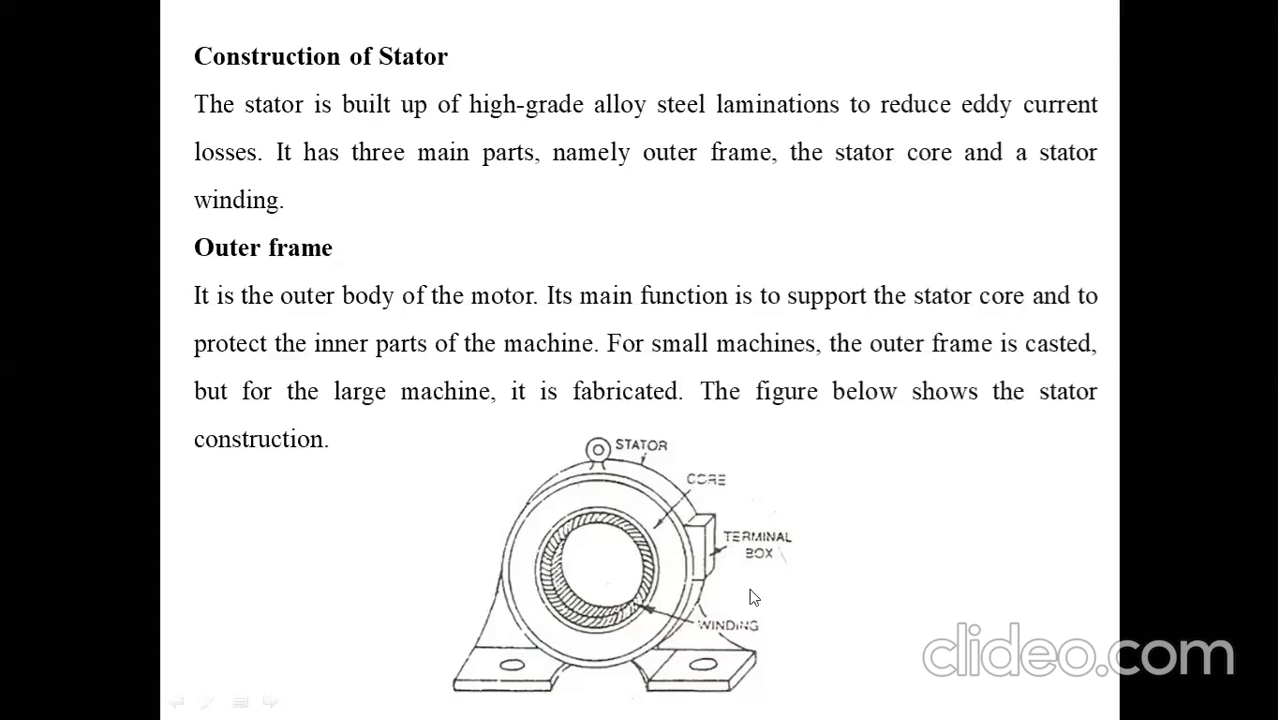 Construction of Stator
The stator is built up of high-grade alloy steel laminations to reduce eddy current
losses. It has three main parts, namely outer frame, the stator core and a stator
winding.
Outer frame
It is the outer body of the motor. Its main function is to support the stator core and to
protect the inner parts of the machine. For small machines, the outer frame is casted,
but for the large machine, it is fabricated. The figure below shows the stator
construction.
STATOR
CORE
TERMINAL
BOX
WINDING
clideo.com